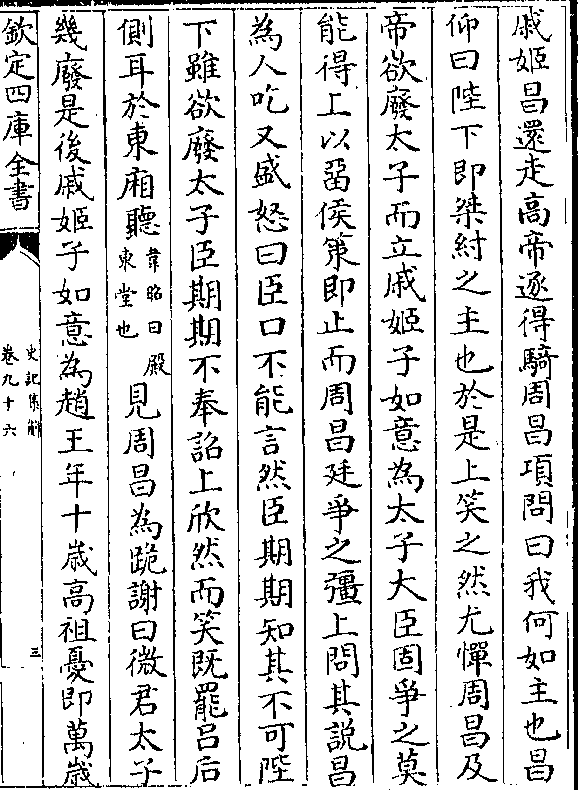 戚姬昌還走高帝逐得騎周昌項問曰我何如主也昌
仰曰陛下即桀紂之主也於是上笑之然尤憚周昌及
帝欲廢太子而立戚姬子如意為太子大臣固爭之莫
能得上以留侯策即止而周昌廷爭之彊上問其説昌
為人吃又盛怒曰臣口不能言然臣期期知其不可陛
下雖欲廢太子臣期期不奉詔上欣然而笑既罷吕后
側耳於東廂聽韋昭曰殿東堂也見周昌為跪謝曰微君太子
幾廢是後戚姬子如意為趙王年十歲高祖憂即萬歲
欽定四庫全書
史記集解
卷九十六
三